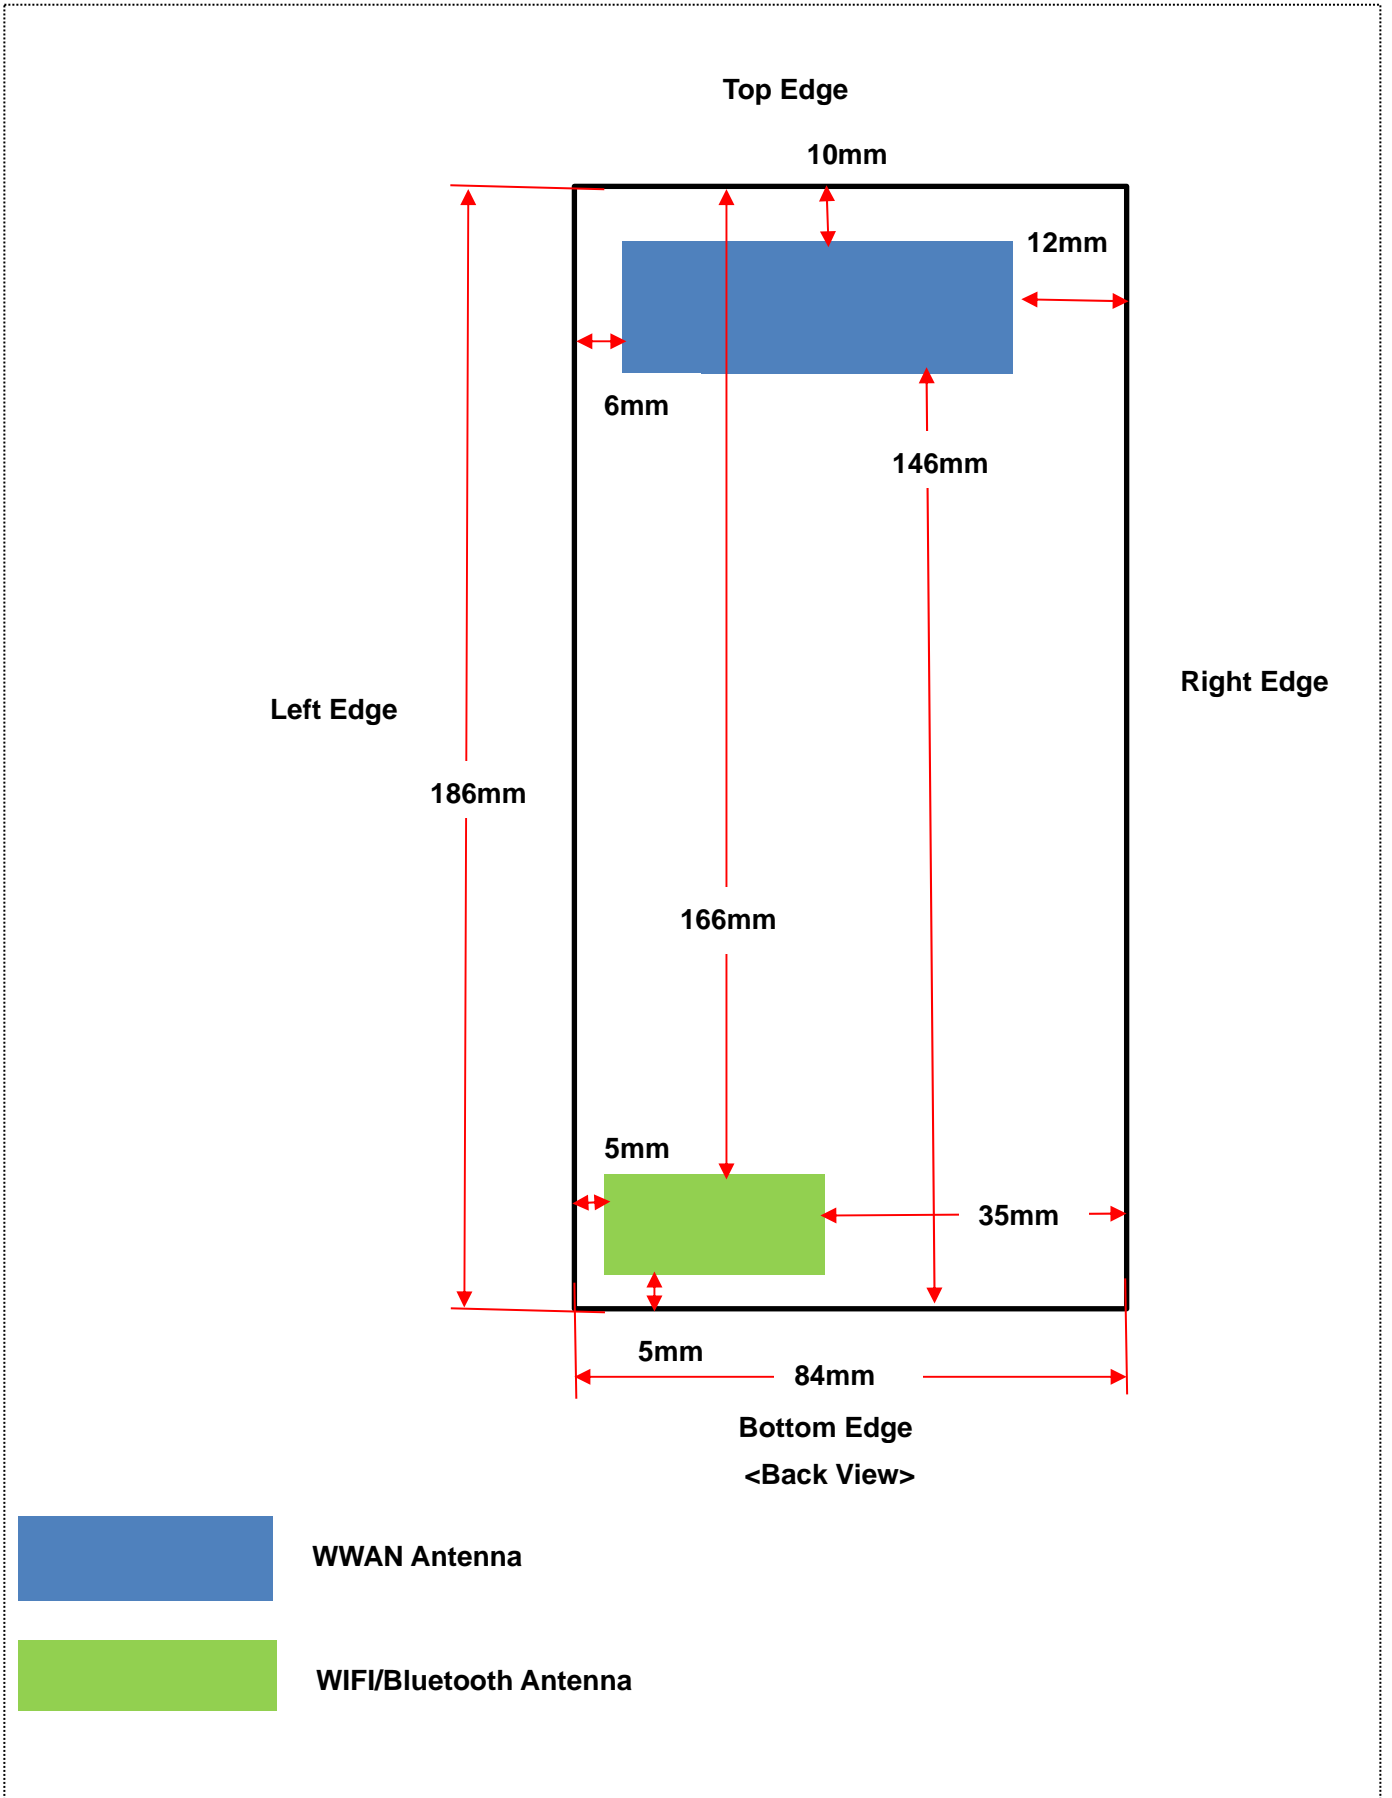 Top Edge
10mm
12mm
6mm
146mm
Right Edge
Left Edge
186mm
166mm
5mm
35mm
5mm
84mm
Bottom Edge
<Back View>
WWAN Antenna
WIFI/Bluetooth Antenna